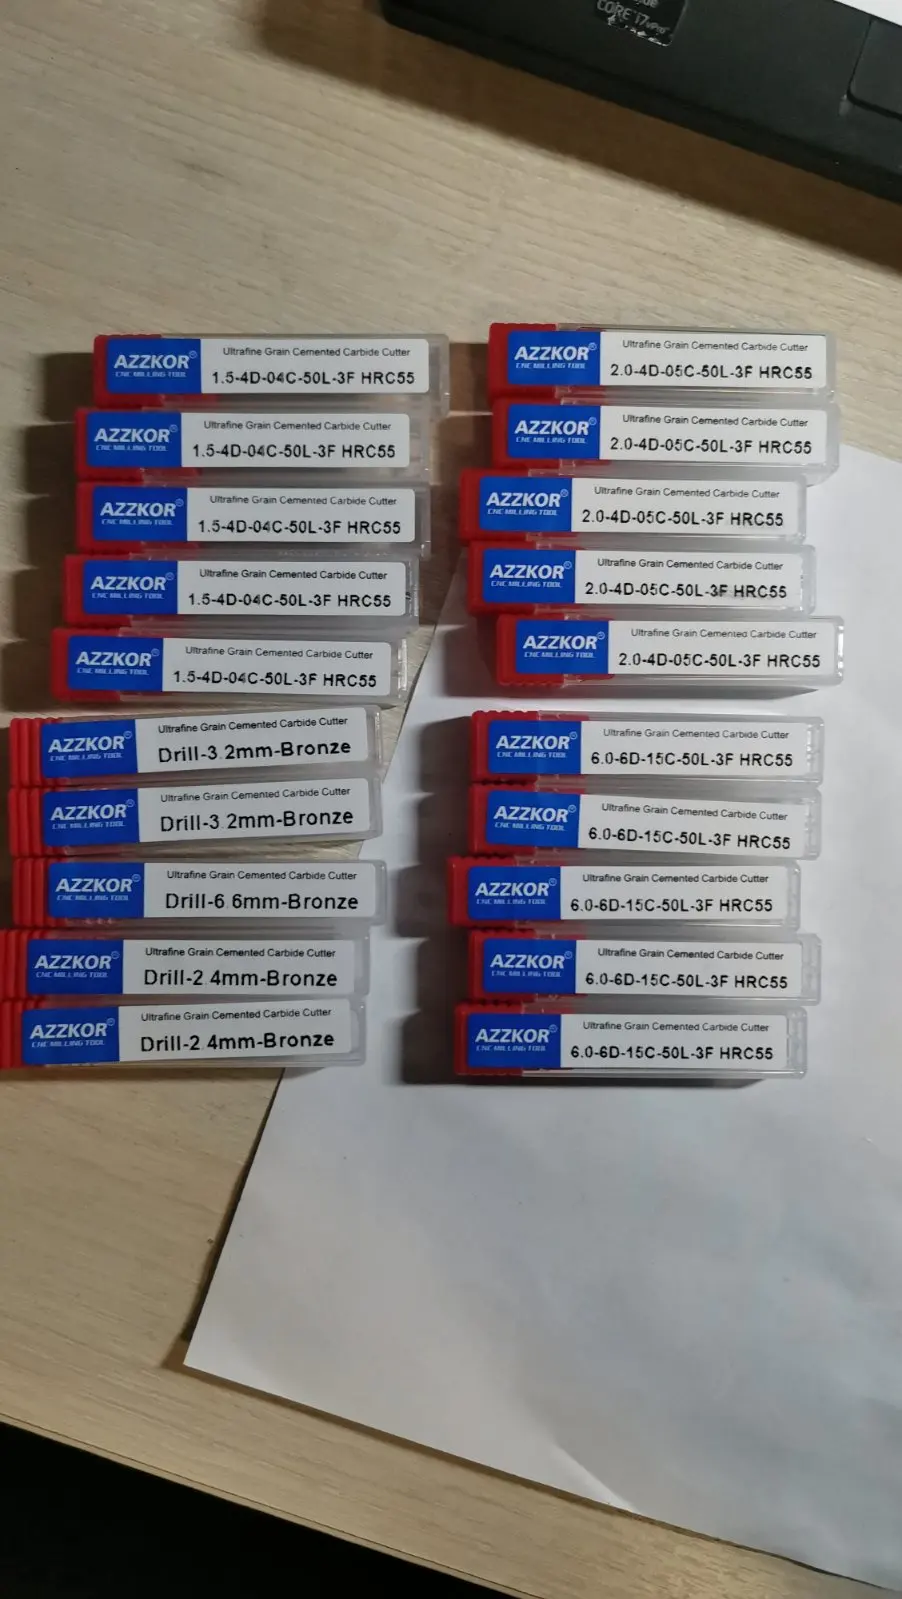 CORE i7 vPro
AZZKOR®
CNC MILLING TOOL
Ultrafine Grain Cemented Carbide Cutter
1.5-4D-04C-50L-3F HRC55
AZZKOR®
CNC MILLING TOOL
Ultrafine Grain Cemented Carbide Cutter
1.5-4D-04C-50L-3F HRC55
AZZKOR®
CNC MILLING TOOL
Ultrafine Grain Cemented Carbide Cutter
1.5-4D-04C-50L-3F HRC55
AZZKOR®
CNC MILLING TOOL
Ultrafine Grain Cemented Carbide Cutter
1.5-4D-04C-50L-3F HRC55
AZZKOR®
CNC MILLING TOOL
Ultrafine Grain Cemented Carbide Cutter
1.5-4D-04C-50L-3F HRC55
AZZKOR®
CNC MILLING TOOL
Ultrafine Grain Cemented Carbide Cutter
Drill-3.2mm-Bronze
AZZKOR®
CNC MILLING TOOL
Ultrafine Grain Cemented Carbide Cutter
Drill-3.2mm-Bronze
AZZKOR®
CNC MILLING TOOL
Ultrafine Grain Cemented Carbide Cutter
Drill-6.6mm-Bronze
AZZKOR®
CNC MILLING TOOL
Ultrafine Grain Cemented Carbide Cutter
Drill-2.4mm-Bronze
AZZKOR®
CNC MILLING TOOL
Ultrafine Grain Cemented Carbide Cutter
Drill-2.4mm-Bronze
AZZKOR®
CNC MILLING TOOL
Ultrafine Grain Cemented Carbide Cutter
2.0-4D-05C-50L-3F HRC55
AZZKOR®
CNC MILLING TOOL
Ultrafine Grain Cemented Carbide Cutter
2.0-4D-05C-50L-3F HRC55
AZZKOR®
CNC MILLING TOOL
Ultrafine Grain Cemented Carbide Cutter
2.0-4D-05C-50L-3F HRC55
AZZKOR®
CNC MILLING TOOL
Ultrafine Grain Cemented Carbide Cutter
2.0-4D-05C-50L-3F HRC55
AZZKOR®
CNC MILLING TOOL
Ultrafine Grain Cemented Carbide Cutter
2.0-4D-05C-50L-3F HRC55
AZZKOR®
CNC MILLING TOOL
Ultrafine Grain Cemented Carbide Cutter
6.0-6D-15C-50L-3F HRC55
AZZKOR®
CNC MILLING TOOL
Ultrafine Grain Cemented Carbide Cutter
6.0-6D-15C-50L-3F HRC55
AZZKOR®
CNC MILLING TOOL
Ultrafine Grain Cemented Carbide Cutter
6.0-6D-15C-50L-3F HRC55
AZZKOR®
CNC MILLING TOOL
Ultrafine Grain Cemented Carbide Cutter
6.0-6D-15C-50L-3F HRC55
AZZKOR®
CNC MILLING TOOL
Ultrafine Grain Cemented Carbide Cutter
6.0-6D-15C-50L-3F HRC55